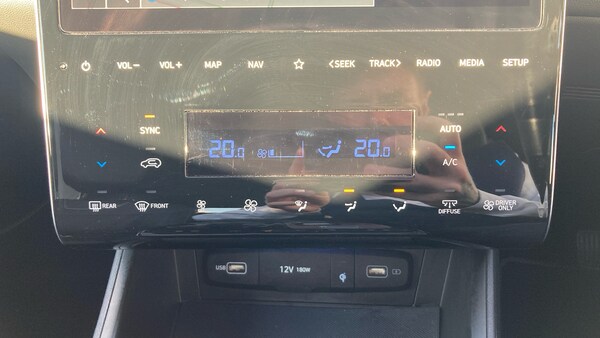 VOL− VOL+ MAP NAV ☆ <SEEK TRACK> RADIO MEDIA SETUP
SYNC AUTO
20.0 20.0
A/C
REAR FRONT DIFFUSE DRIVER ONLY
USB 12V 180W